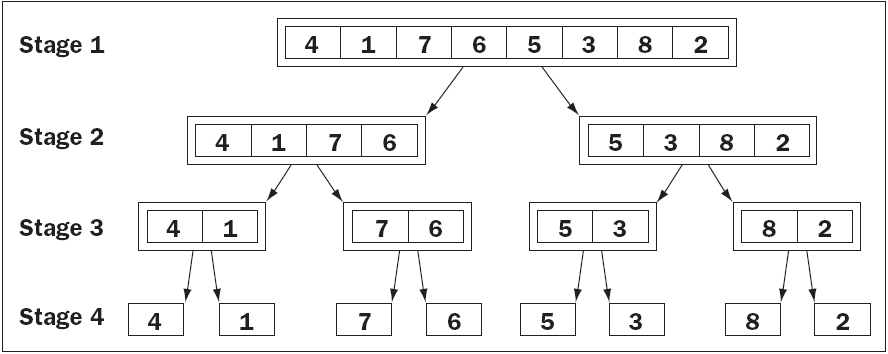 Stage 1 4 1 7 6 5 3 8 2
Stage 2 4 1 7 6 5 3 8 2
Stage 3 4 1 7 6 5 3 8 2
Stage 4 4 1 7 6 5 3 8 2